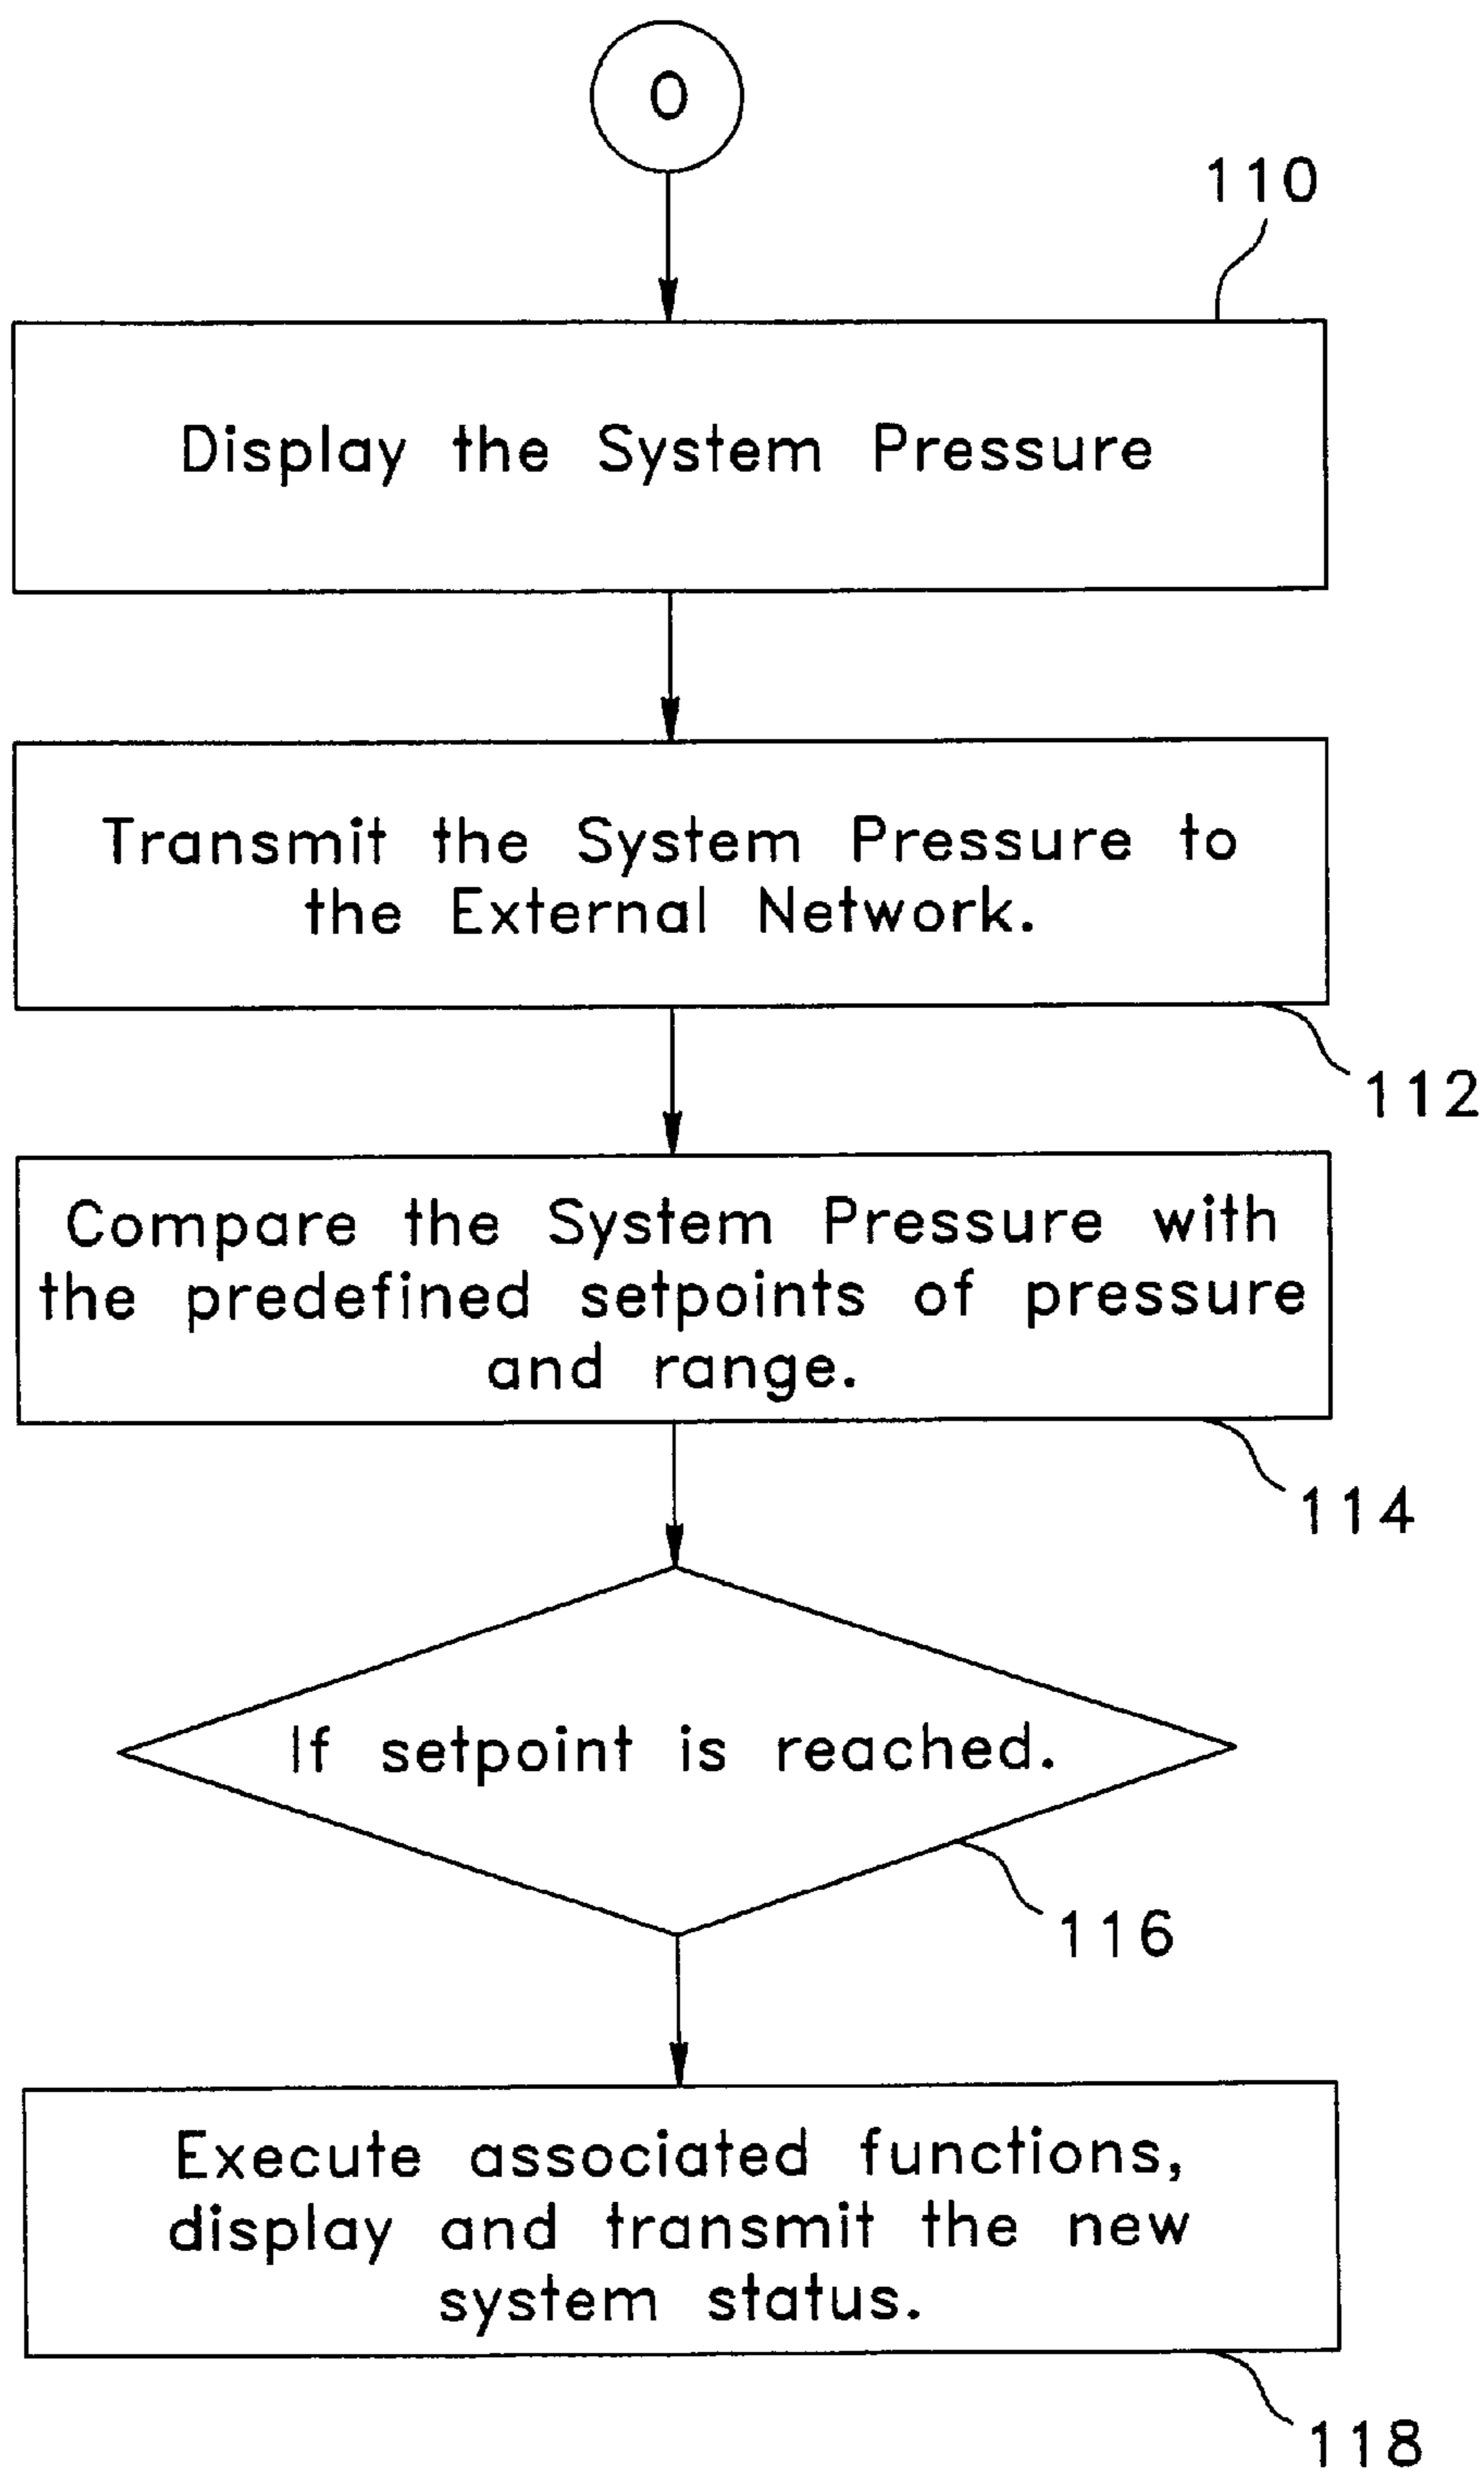 O
110
Display the System Pressure
Transmit the System Pressure to
the External Network.
112
Compare the System Pressure with
the predefined setpoints of pressure
and range.
114
If setpoint is reached.
116
Execute associated functions,
display and transmit the new
system status.
118